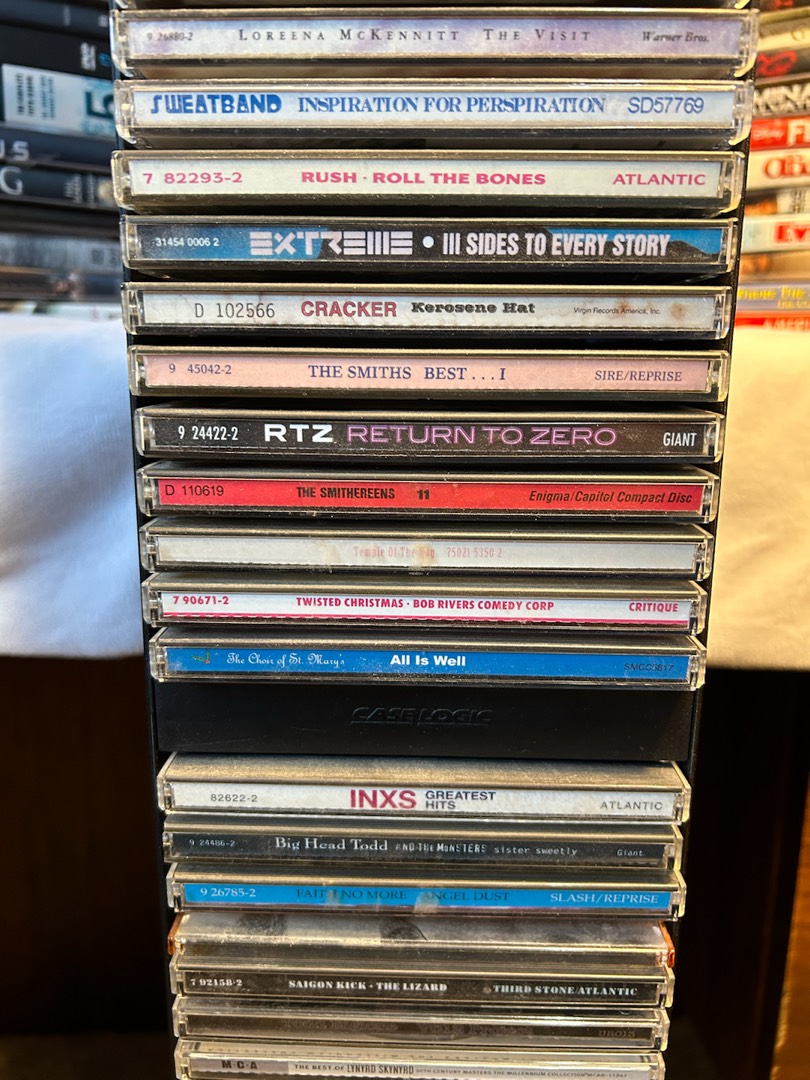 9 26880-2 LOREENA MCKENNITT THE VISIT Warner Bros.
SWEATBAND INSPIRATION FOR PERSPIRATION SD57769
7 82293-2 RUSH · ROLL THE BONES ATLANTIC
31454 0006 2 EXTREME • III SIDES TO EVERY STORY
D 102566 CRACKER Kerosene Hat Virgin Records America, Inc.
9 45042-2 THE SMITHS BEST...I SIRE/REPRISE
9 24422-2 RTZ RETURN TO ZERO GIANT
D 110619 THE SMITHEREENS 11 Enigma/Capitol Compact Disc
Temple Of The Dog 75021 5350 2
7 90671-2 TWISTED CHRISTMAS · BOB RIVERS COMEDY CORP CRITIQUE
The Choir of St. Mary's All Is Well
CASE LOGIC
82622-2 INXS GREATEST HITS ATLANTIC
9 24486-2 Big Head Todd AND THE MONSTERS sister sweetly Giant
9 26785-2 FAITH NO MORE ANGEL DUST SLASH/REPRISE
7 92158-2 SAIGON KICK · THE LIZARD THIRD STONE/ATLANTIC
M·C·A THE BEST OF LYNYRD SKYNYRD 20TH CENTURY MASTERS THE MILLENNIUM COLLECTION